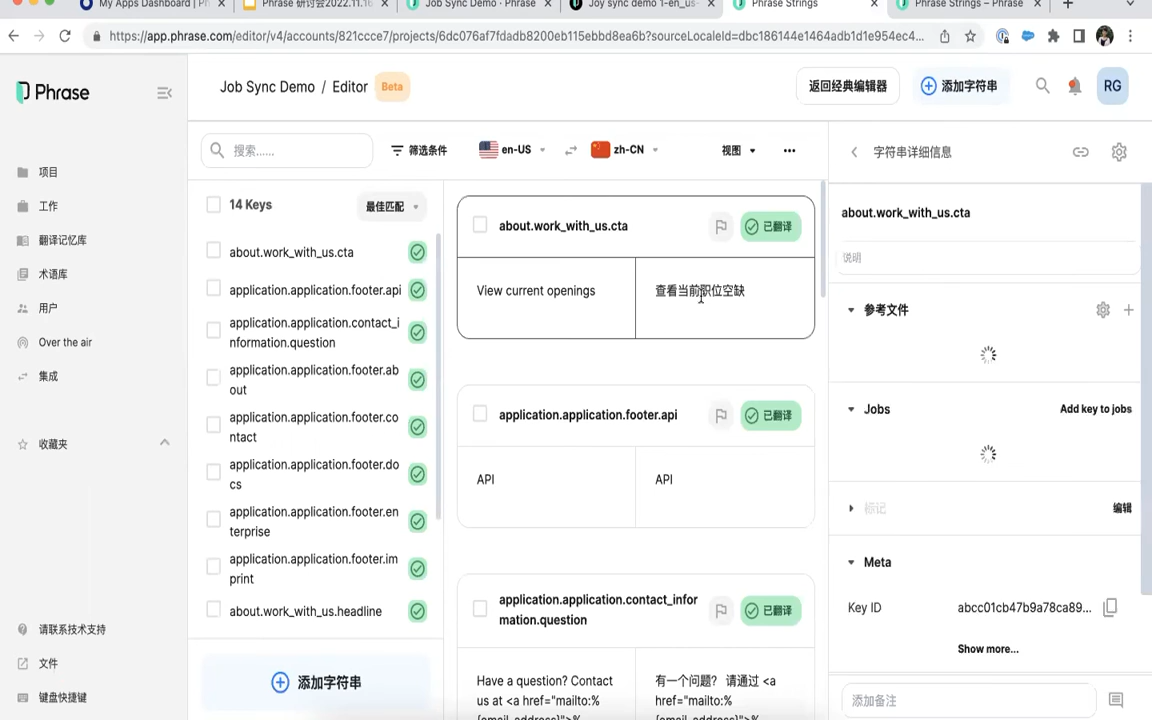 My Apps Dashboard | Ph
Phrase 研讨会2022.11.16
Job Sync Demo · Phrase
Joy sync demo 1-en_us-
Phrase Strings
Phrase Strings – Phrase
https://app.phrase.com/editor/v4/accounts/821ccce7/projects/6dc076af7fdadb8200eb115ebbd8ea6b?sourceLocaleId=dbc186144e1464adb1d1e954ec4...
Phrase
Job Sync Demo / Editor Beta
返回经典编辑器
添加字符串
RG
项目
工作
翻译记忆库
术语库
用户
Over the air
集成
收藏夹
请联系技术支持
文件
键盘快捷键
搜索......
筛选条件
en-US
zh-CN
视图
14 Keys
最佳匹配
about.work_with_us.cta
application.application.footer.api
application.application.contact_i
nformation.question
application.application.footer.ab
out
application.application.footer.co
ntact
application.application.footer.do
cs
application.application.footer.en
terprise
application.application.footer.im
print
about.work_with_us.headline
添加字符串
about.work_with_us.cta
已翻译
View current openings
查看当前职位空缺
application.application.footer.api
已翻译
API
API
application.application.contact_infor
mation.question
已翻译
Have a question? Contact
us at <a href="mailto:%
{email_address}">%
有一个问题? 请通过 <a
href="mailto:%
{email_address}">%
字符串详细信息
about.work_with_us.cta
说明
参考文件
Jobs
Add key to jobs
标记
编辑
Meta
Key ID
abcc01cb47b9a78ca89...
Show more...
添加备注